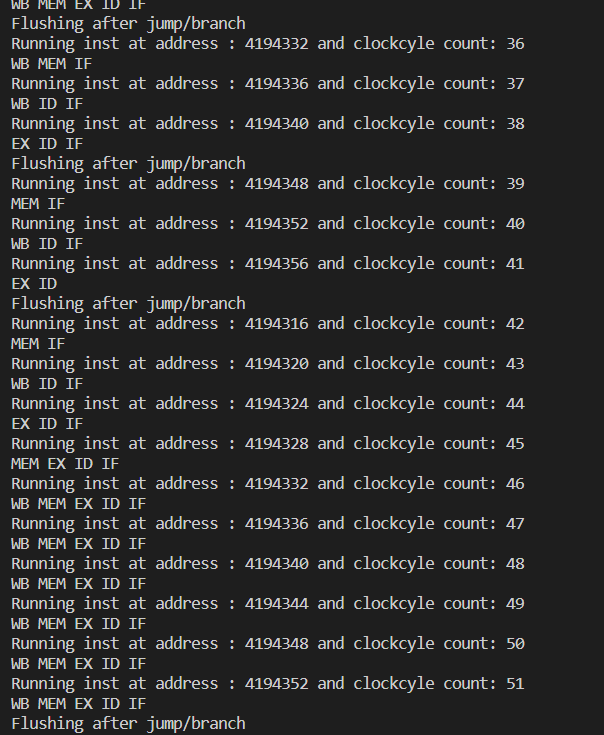 WB MEM EX ID IF
Flushing after jump/branch
Running inst at address : 4194332 and clockcyle count: 36
WB MEM IF
Running inst at address : 4194336 and clockcyle count: 37
WB ID IF
Running inst at address : 4194340 and clockcyle count: 38
EX ID IF
Flushing after jump/branch
Running inst at address : 4194348 and clockcyle count: 39
MEM IF
Running inst at address : 4194352 and clockcyle count: 40
WB ID IF
Running inst at address : 4194356 and clockcyle count: 41
EX ID
Flushing after jump/branch
Running inst at address : 4194316 and clockcyle count: 42
MEM IF
Running inst at address : 4194320 and clockcyle count: 43
WB ID IF
Running inst at address : 4194324 and clockcyle count: 44
EX ID IF
Running inst at address : 4194328 and clockcyle count: 45
MEM EX ID IF
Running inst at address : 4194332 and clockcyle count: 46
WB MEM EX ID IF
Running inst at address : 4194336 and clockcyle count: 47
WB MEM EX ID IF
Running inst at address : 4194340 and clockcyle count: 48
WB MEM EX ID IF
Running inst at address : 4194344 and clockcyle count: 49
WB MEM EX ID IF
Running inst at address : 4194348 and clockcyle count: 50
WB MEM EX ID IF
Running inst at address : 4194352 and clockcyle count: 51
WB MEM EX ID IF
Flushing after jump/branch